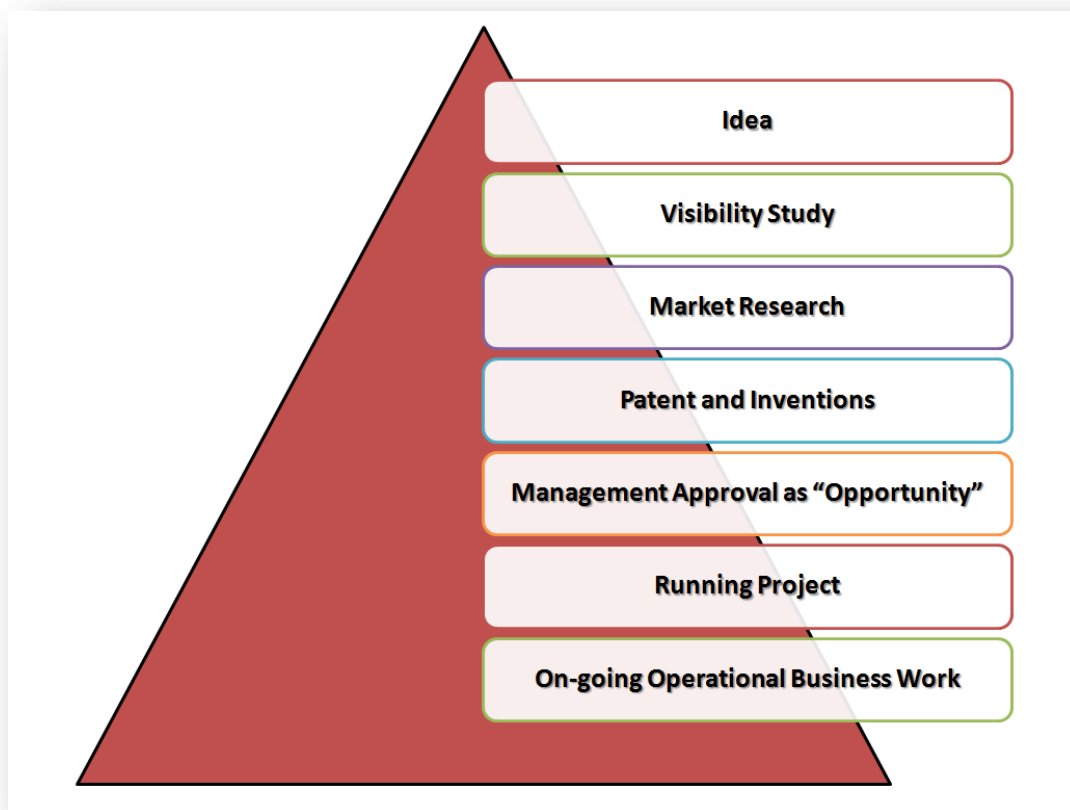 Idea
Visibility Study
Market Research
Patent and Inventions
Management Approval as “Opportunity”
Running Project
On-going Operational Business Work